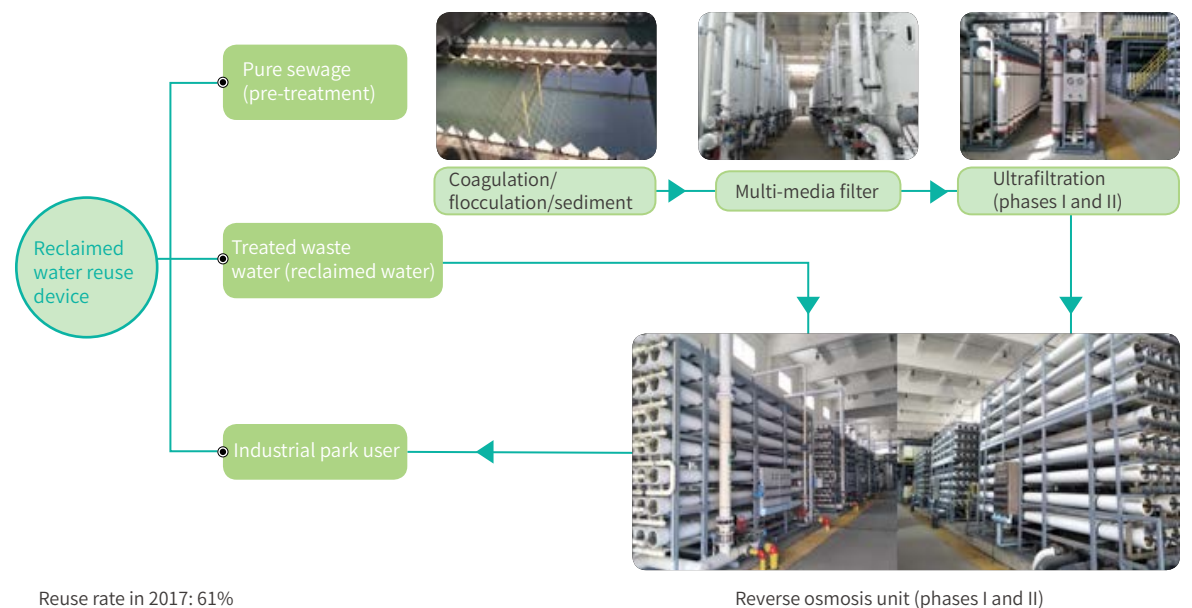 Pure sewage
(pre-treatment)
Coagulation/
flocculation/sediment
Multi-media filter
Ultrafiltration
(phases I and II)
Reclaimed
water reuse
device
Treated waste
water (reclaimed water)
Industrial park user
Reuse rate in 2017: 61%
Reverse osmosis unit (phases I and II)